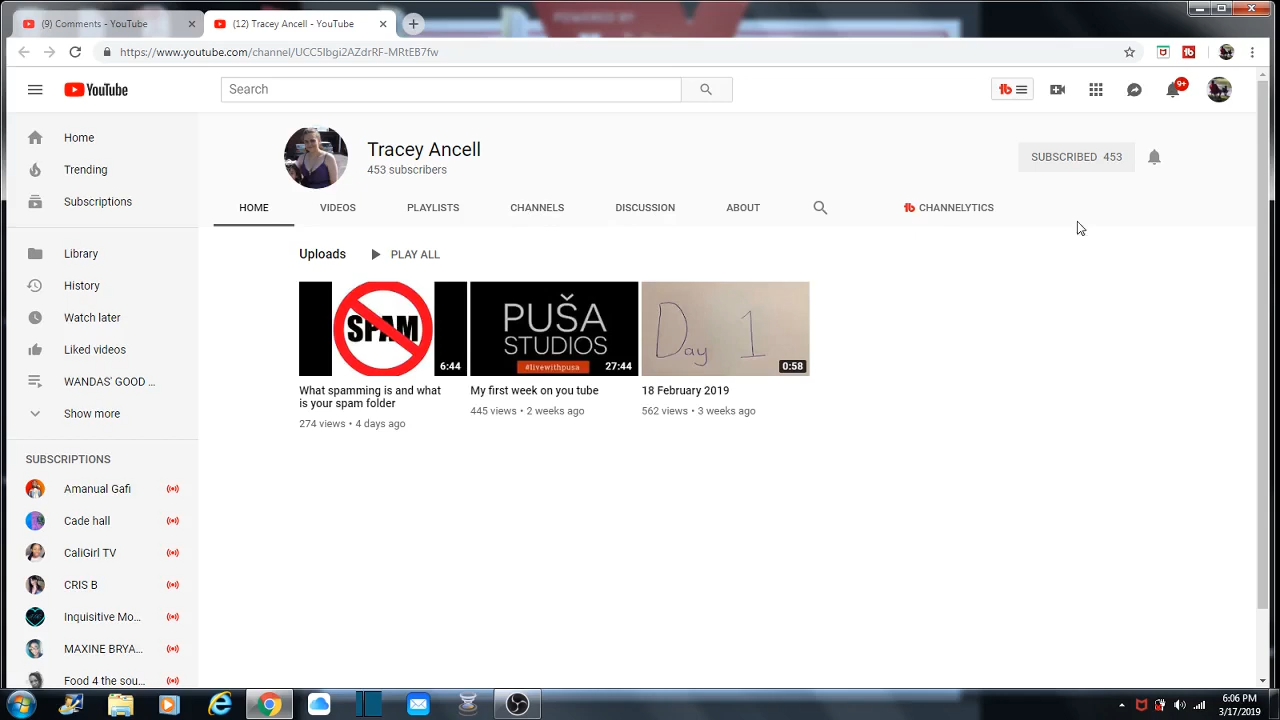 (9) Comments - YouTube
(12) Tracey Ancell - YouTube
https://www.youtube.com/channel/UCC5Ibgi2AZdrRF-MRtEB7fw
YouTube
Search
9+
Tracey Ancell
453 subscribers
SUBSCRIBED 453
HOME VIDEOS PLAYLISTS CHANNELS DISCUSSION ABOUT CHANNELYTICS
Home
Trending
Subscriptions
Library
History
Watch later
Liked videos
WANDAS' GOOD ...
Show more
SUBSCRIPTIONS
Amanual Gafi
Cade hall
CaliGirl TV
CRIS B
Inquisitive Mo...
MAXINE BRYA...
Food 4 the sou...
Uploads PLAY ALL
SPAM
6:44
What spamming is and what
is your spam folder
274 views • 4 days ago
PUŠA
STUDIOS
#livewithpusa
27:44
My first week on you tube
445 views • 2 weeks ago
Day 1
0:58
18 February 2019
562 views • 3 weeks ago
6:06 PM
3/17/2019